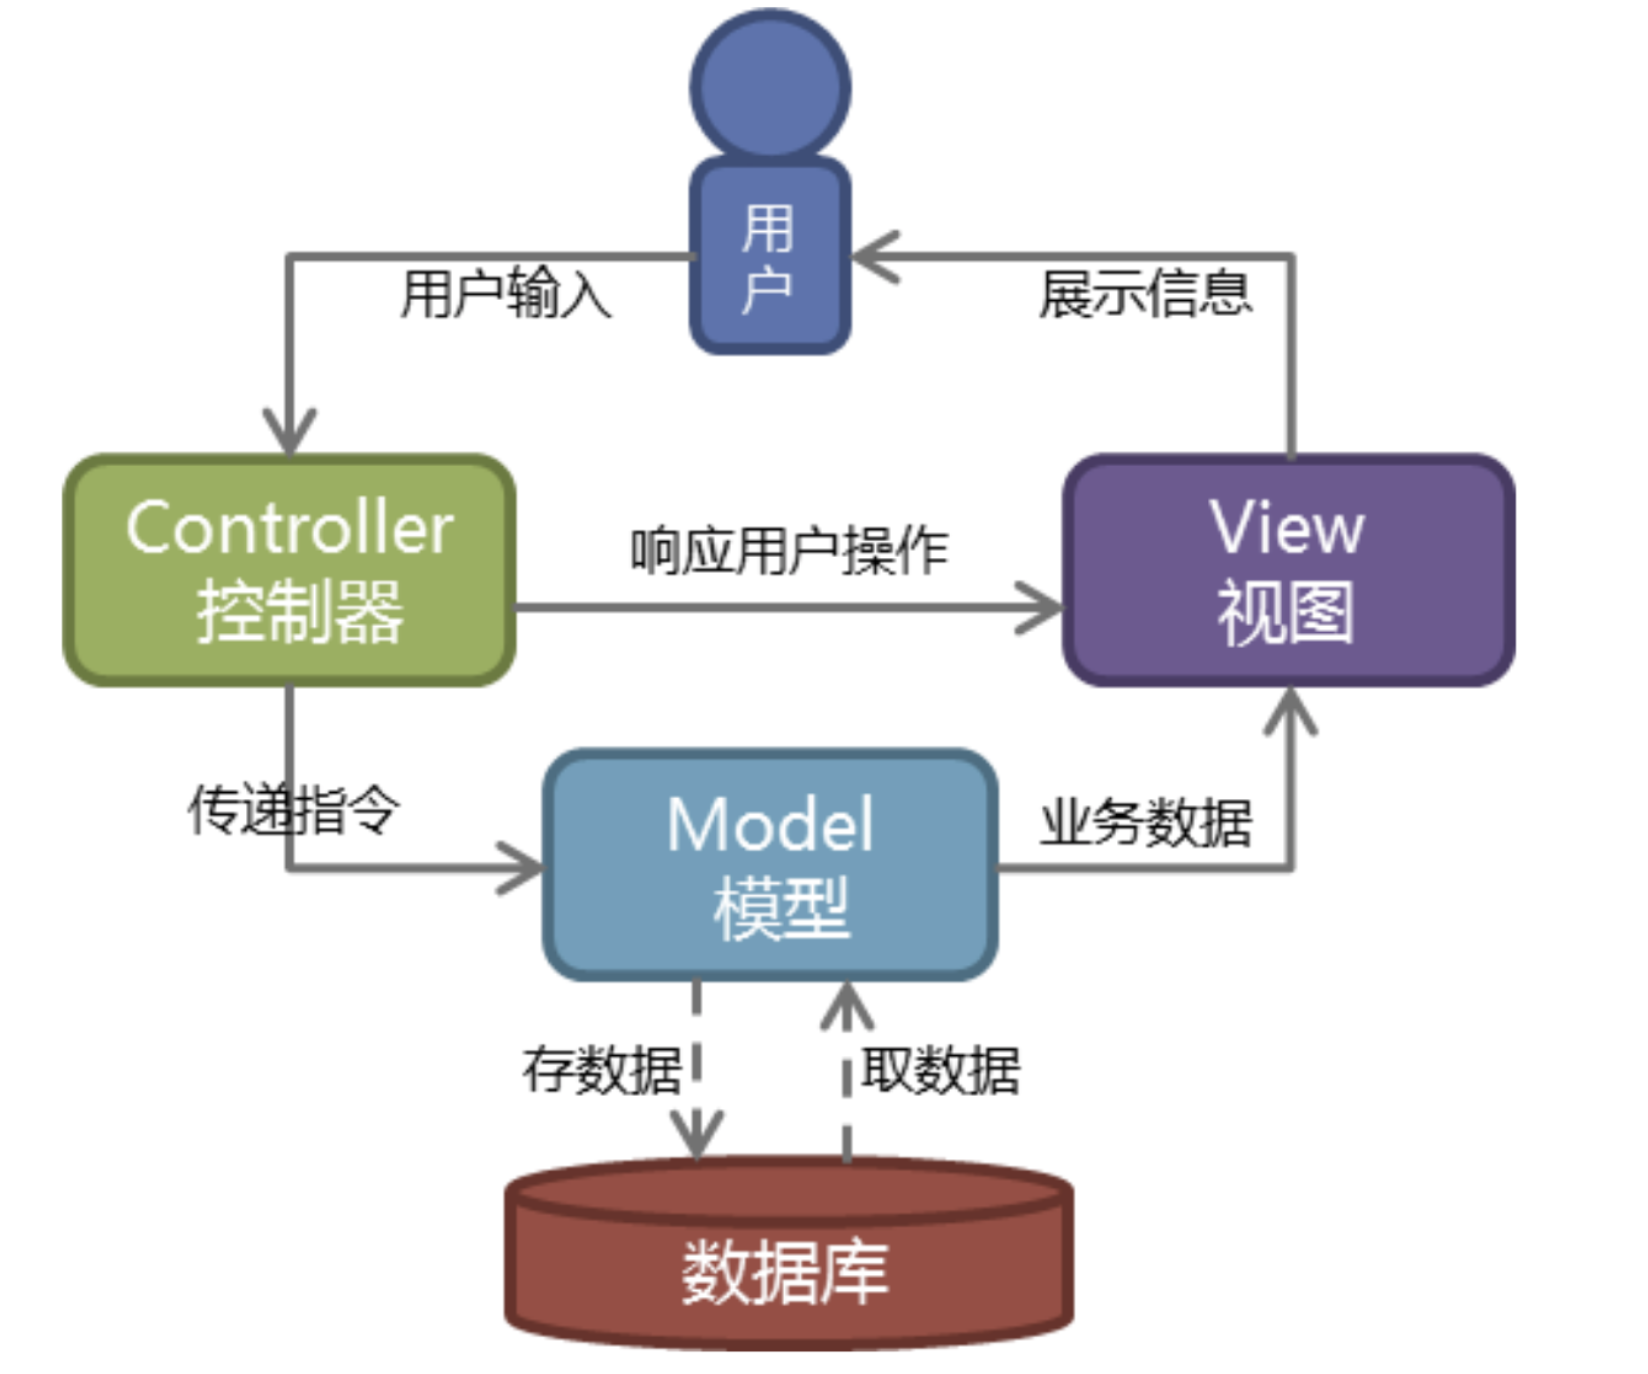 用
户
用户输入
展示信息
Controller
控制器
响应用户操作
View
视图
传递指令
Model
模型
业务数据
存数据
取数据
数据库